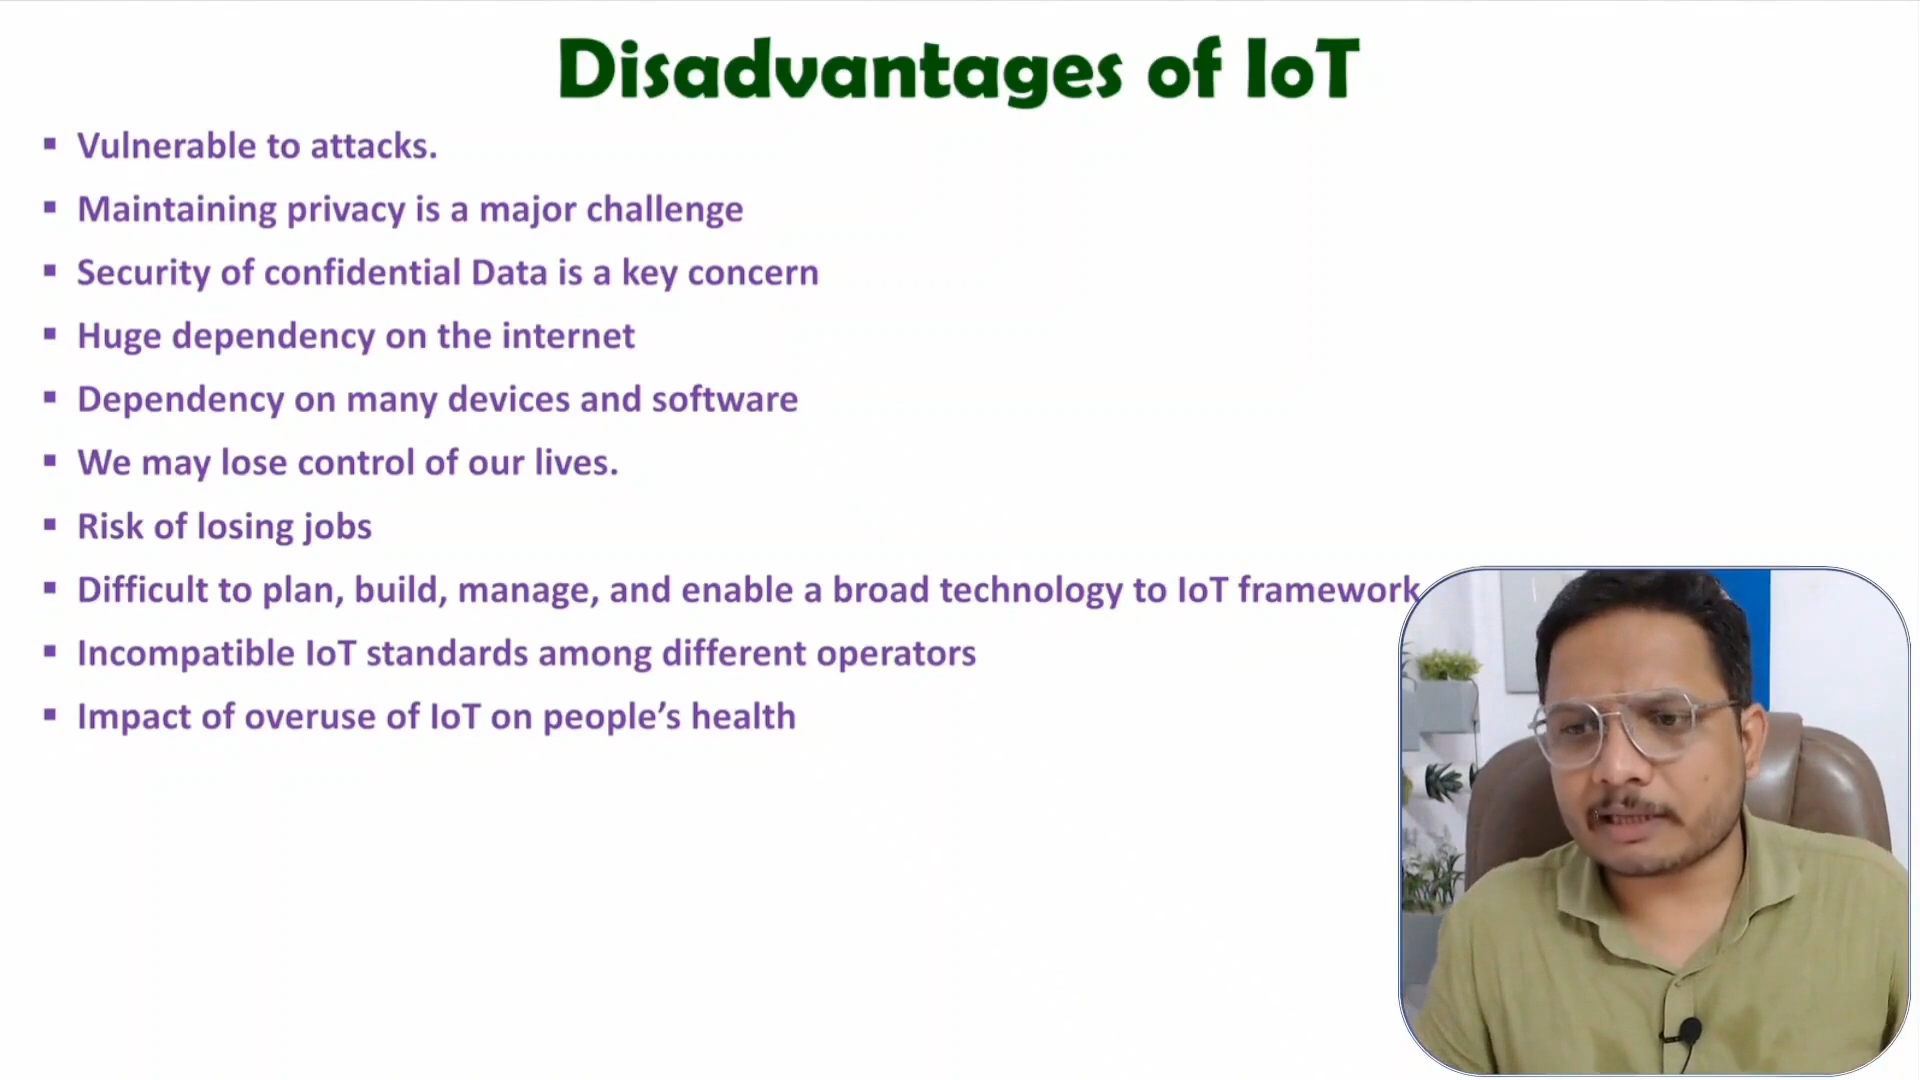 Disadvantages of IoT
▪ Vulnerable to attacks.
▪ Maintaining privacy is a major challenge
▪ Security of confidential Data is a key concern
▪ Huge dependency on the internet
▪ Dependency on many devices and software
▪ We may lose control of our lives.
▪ Risk of losing jobs
▪ Difficult to plan, build, manage, and enable a broad technology to IoT framework
▪ Incompatible IoT standards among different operators
▪ Impact of overuse of IoT on people’s health